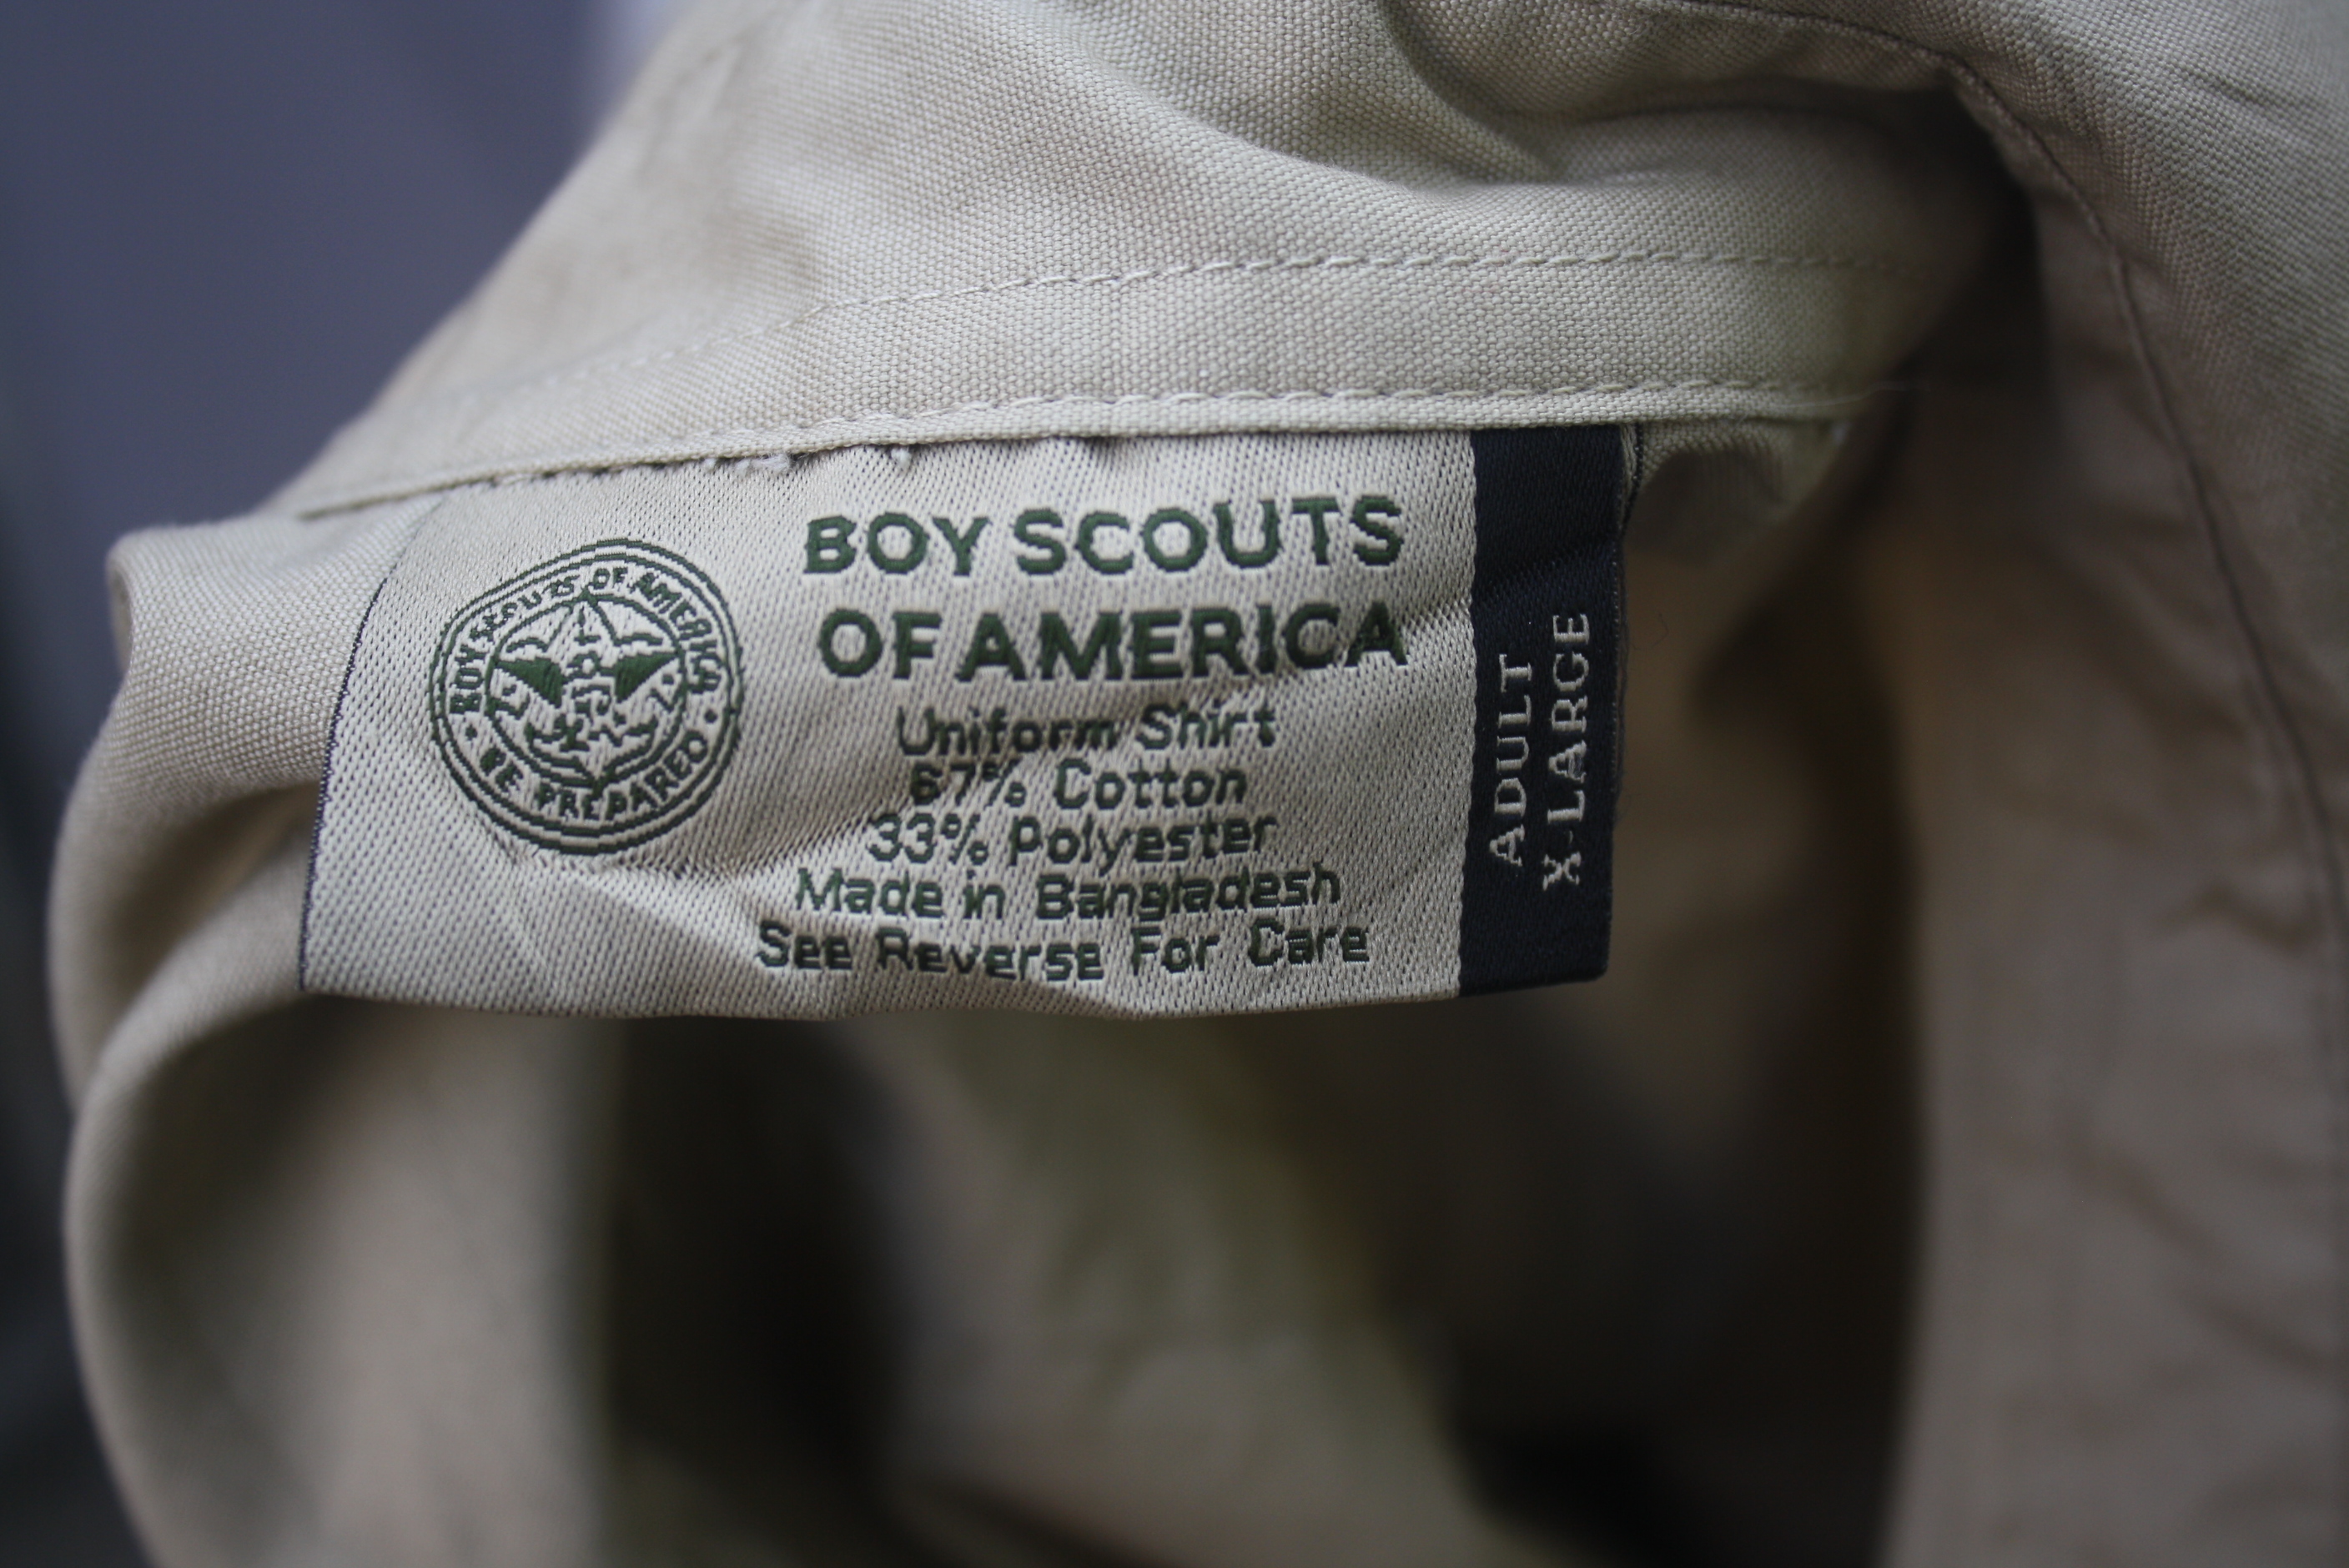 BOY SCOUTS OF AMERICA
BE PREPARED
BOY SCOUTS
OF AMERICA
Uniform Shirt
67% Cotton
33% Polyester
Made in Bangladesh
See Reverse For Care
ADULT
X-LARGE